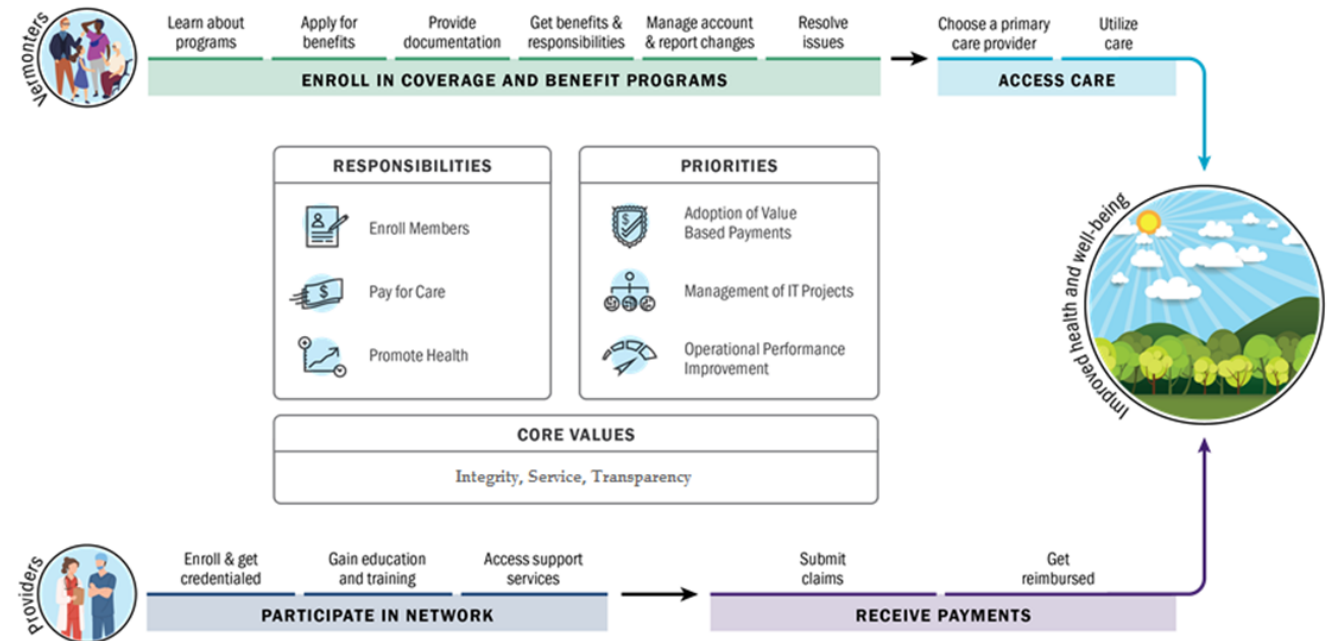 Vermonters
Learn about
programs
Apply for
benefits
Provide
documentation
Get benefits &
responsibilities
Manage account
& report changes
Resolve
issues
ENROLL IN COVERAGE AND BENEFIT PROGRAMS
Choose a primary
care provider
Utilize
care
ACCESS CARE
RESPONSIBILITIES
Enroll Members
$
Pay for Care
Promote Health
PRIORITIES
$
Adoption of Value
Based Payments
Management of IT Projects
Operational Performance
Improvement
CORE VALUES
Integrity, Service, Transparency
Improved health and well-being
Providers
Enroll & get
credentialed
Gain education
and training
Access support
services
PARTICIPATE IN NETWORK
Submit
claims
Get
reimbursed
RECEIVE PAYMENTS